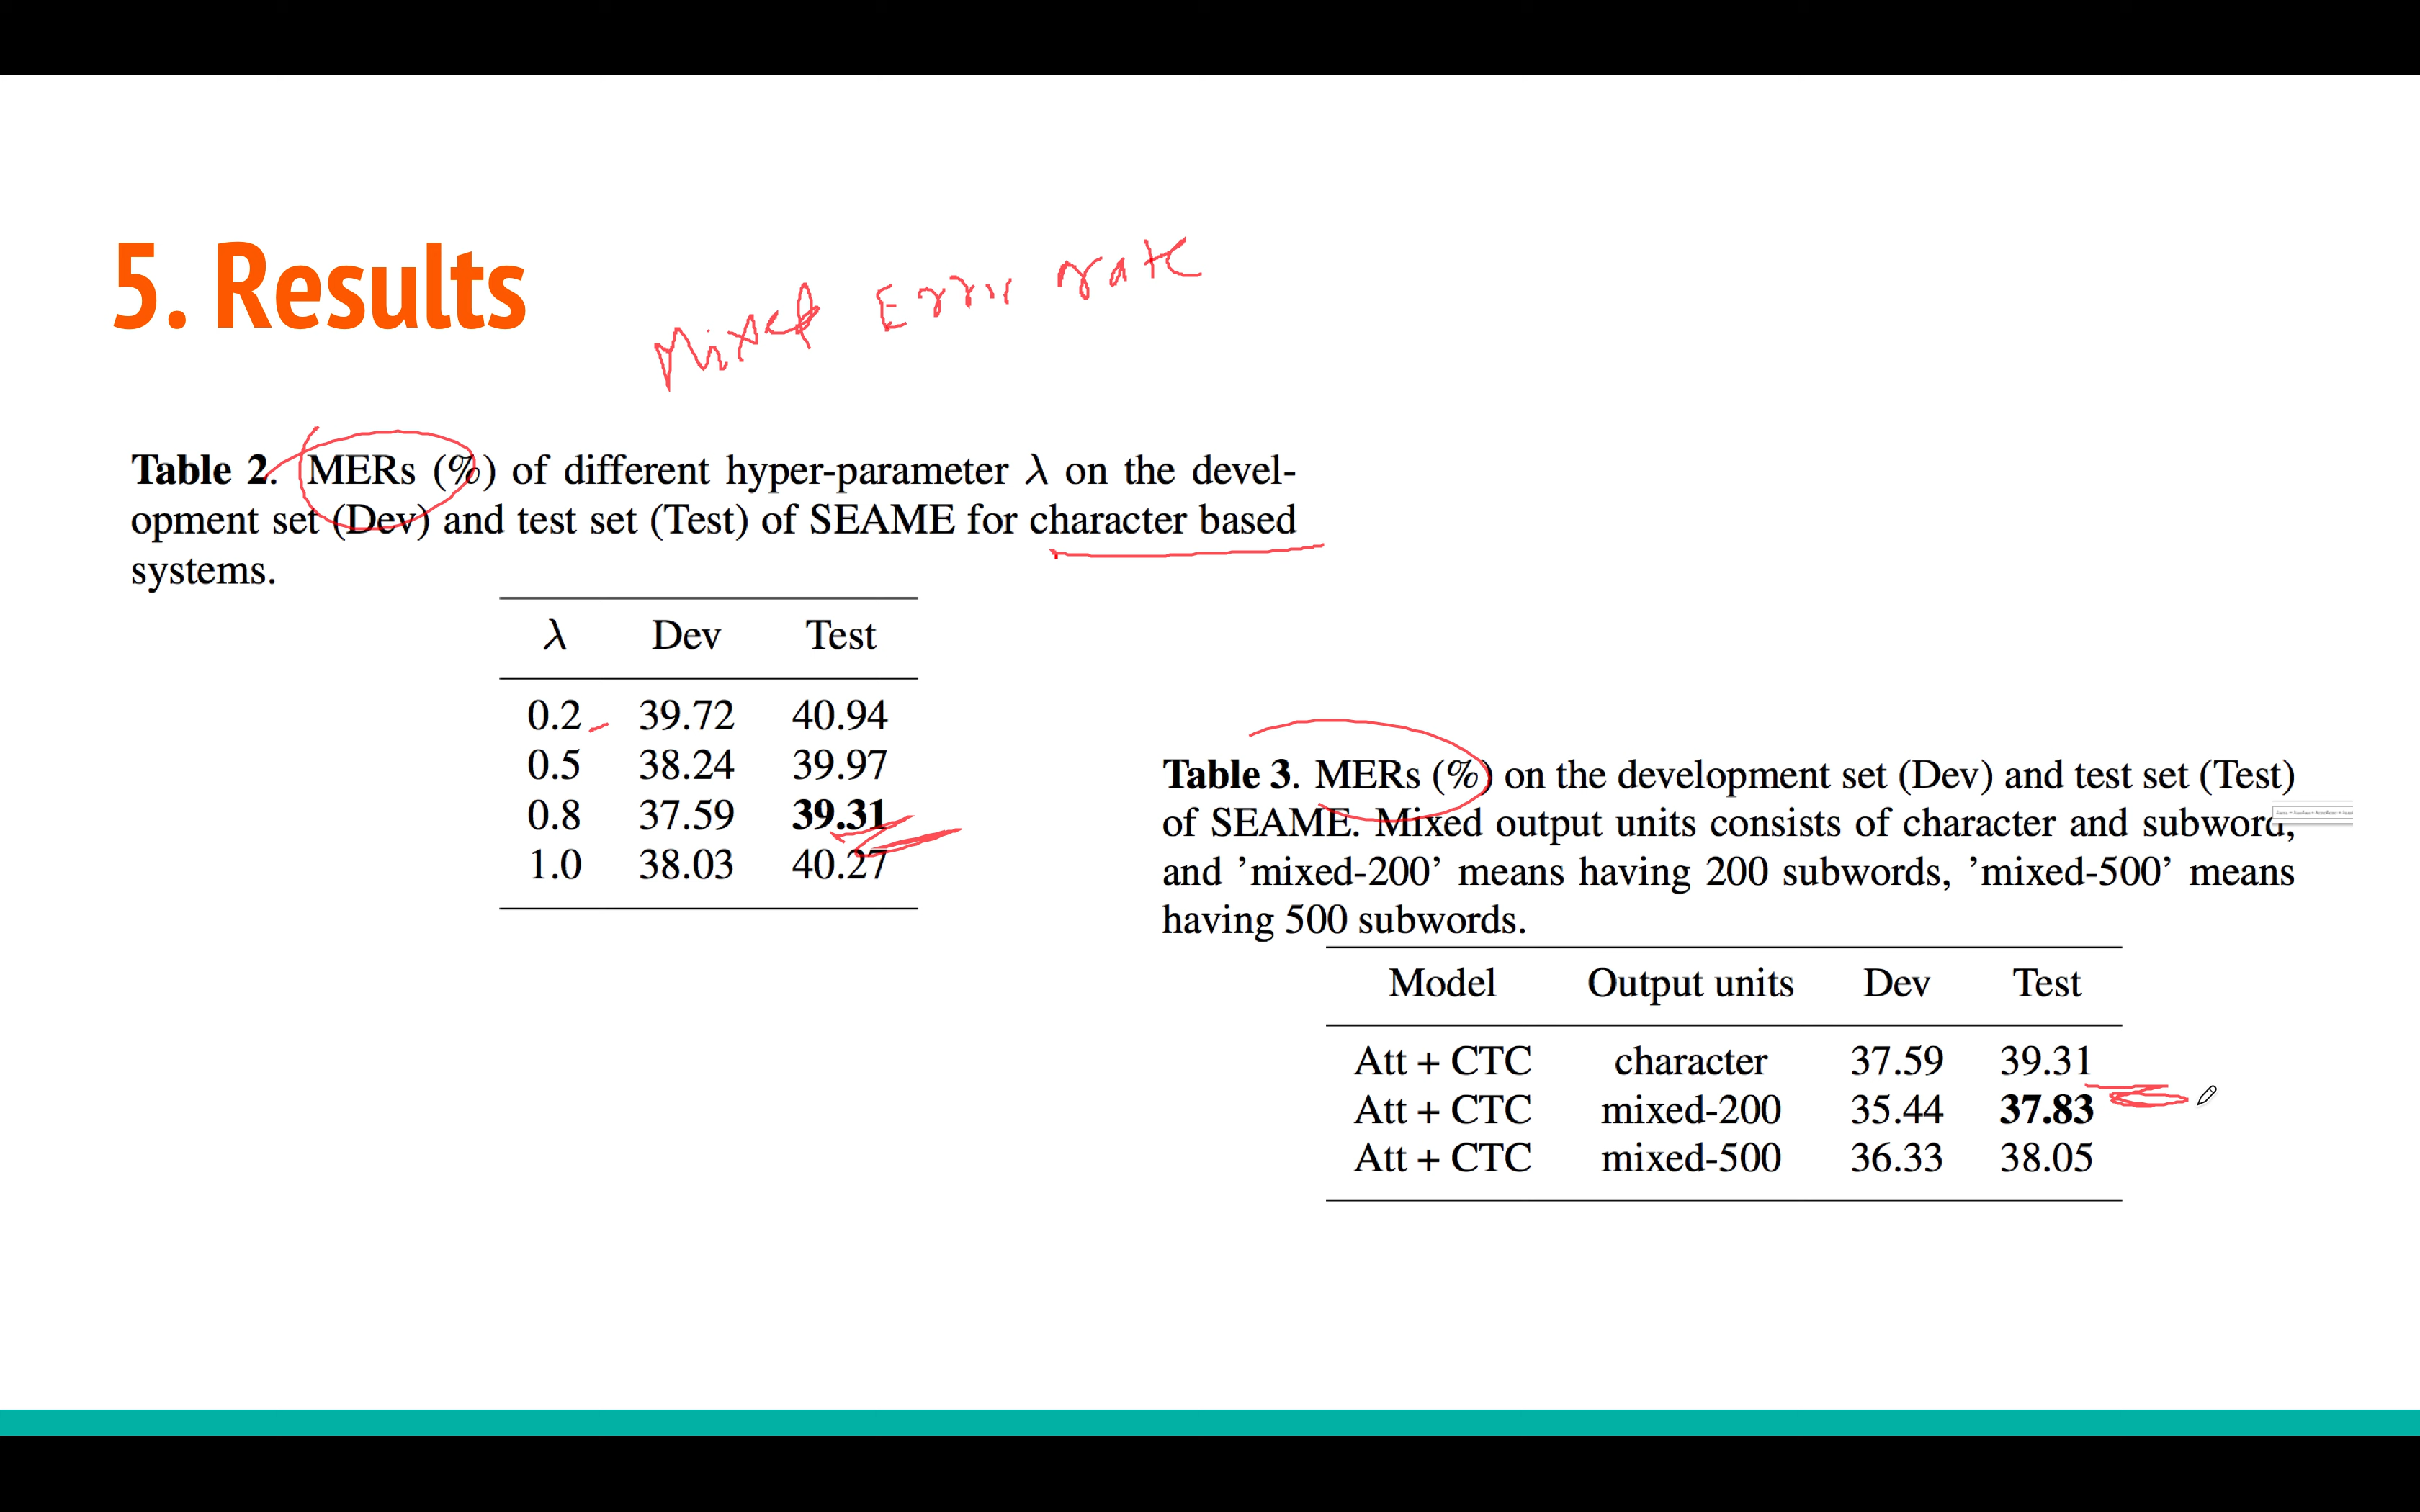 5. Results
Mixed Error rate
Table 2. MERs (%) of different hyper-parameter λ on the devel-
opment set (Dev) and test set (Test) of SEAME for character based
systems.
λ Dev Test
0.2 39.72 40.94
0.5 38.24 39.97
0.8 37.59 39.31
1.0 38.03 40.27
Table 3. MERs (%) on the development set (Dev) and test set (Test)
of SEAME. Mixed output units consists of character and subword,
and ’mixed-200’ means having 200 subwords, ’mixed-500’ means
having 500 subwords.
Model Output units Dev Test
Att + CTC character 37.59 39.31
Att + CTC mixed-200 35.44 37.83
Att + CTC mixed-500 36.33 38.05